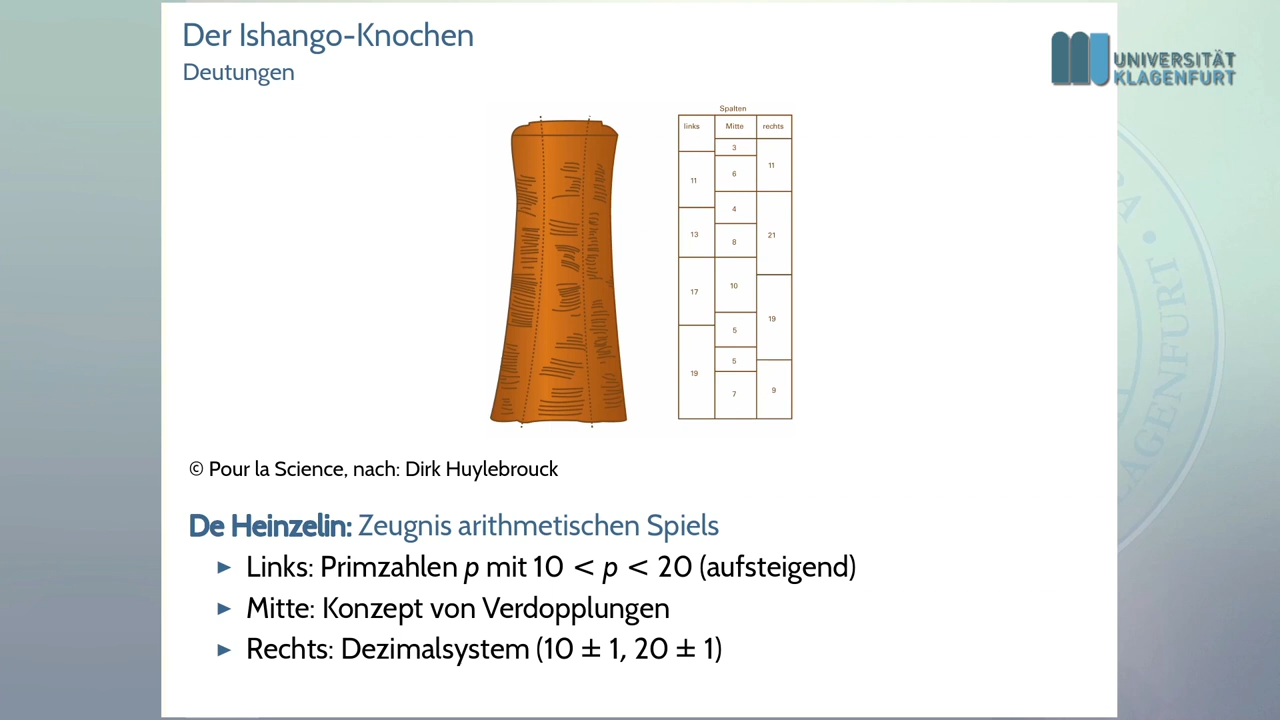 Der Ishango-Knochen
Deutungen
UNIVERSITÄT
KLAGENFURT
Spalten
links Mitte rechts
3
11
6
11
4
13
21
8
10
17
19
5
5
19
9
7
© Pour la Science, nach: Dirk Huylebrouck
De Heinzelin: Zeugnis arithmetischen Spiels
► Links: Primzahlen p mit 10 < p < 20 (aufsteigend)
► Mitte: Konzept von Verdopplungen
► Rechts: Dezimalsystem (10 ± 1, 20 ± 1)
KLAGENFURT